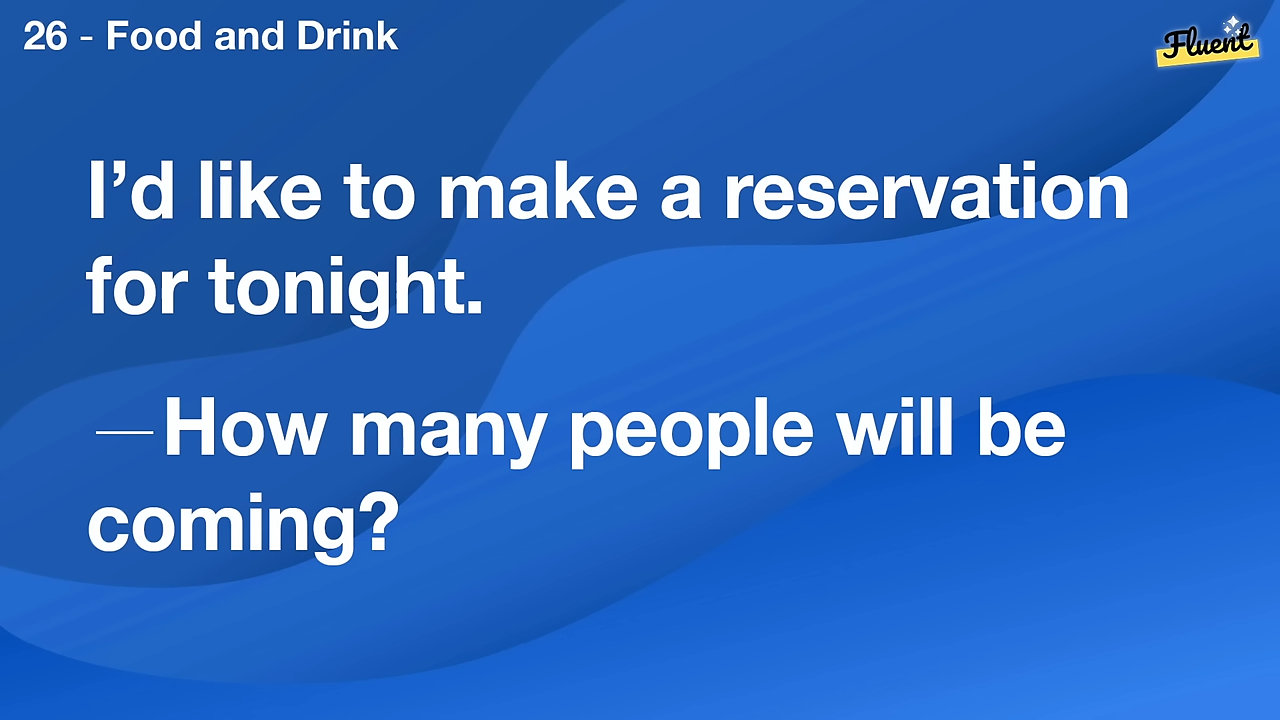 26 - Food and Drink
Fluent
I’d like to make a reservation
for tonight.
—How many people will be
coming?